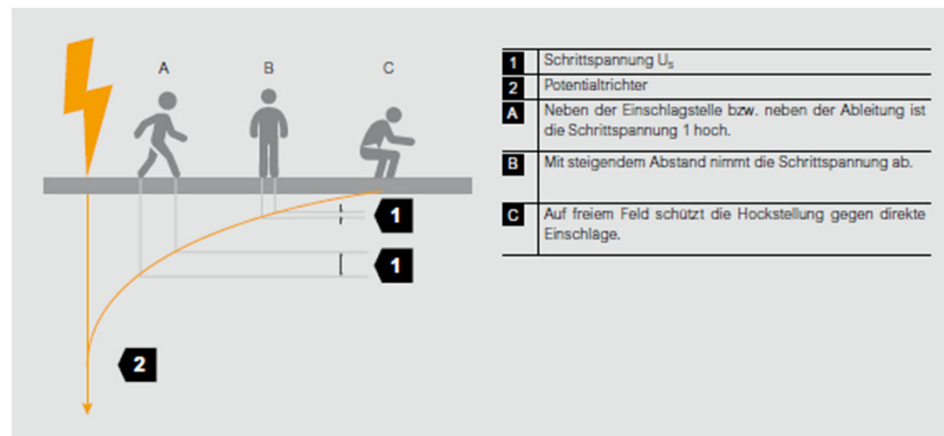 A B C
1
1
2
1 Schrittspannung Us
2 Potentialtrichter
A Neben der Einschlagstelle bzw. neben der Ableitung ist
die Schrittspannung 1 hoch.
B Mit steigendem Abstand nimmt die Schrittspannung ab.
C Auf freiem Feld schützt die Hockstellung gegen direkte
Einschläge.